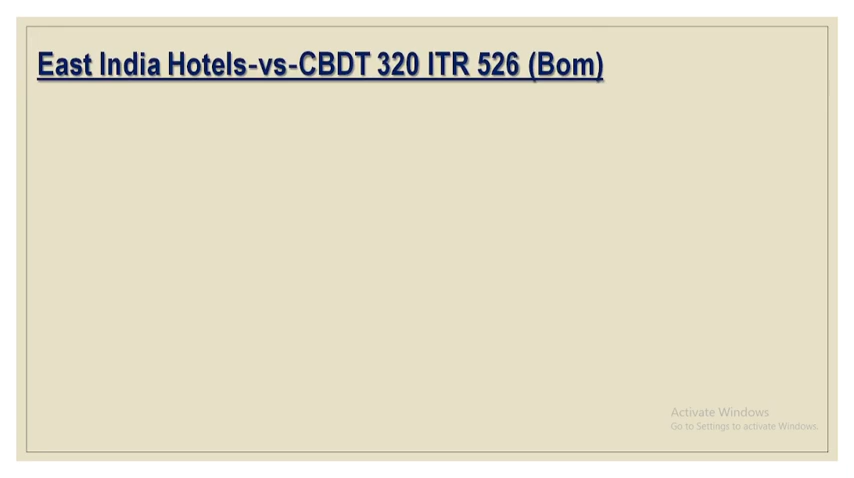 East India Hotels-vs-CBDT 320 ITR 526 (Bom)
Activate Windows
Go to Settings to activate Windows.